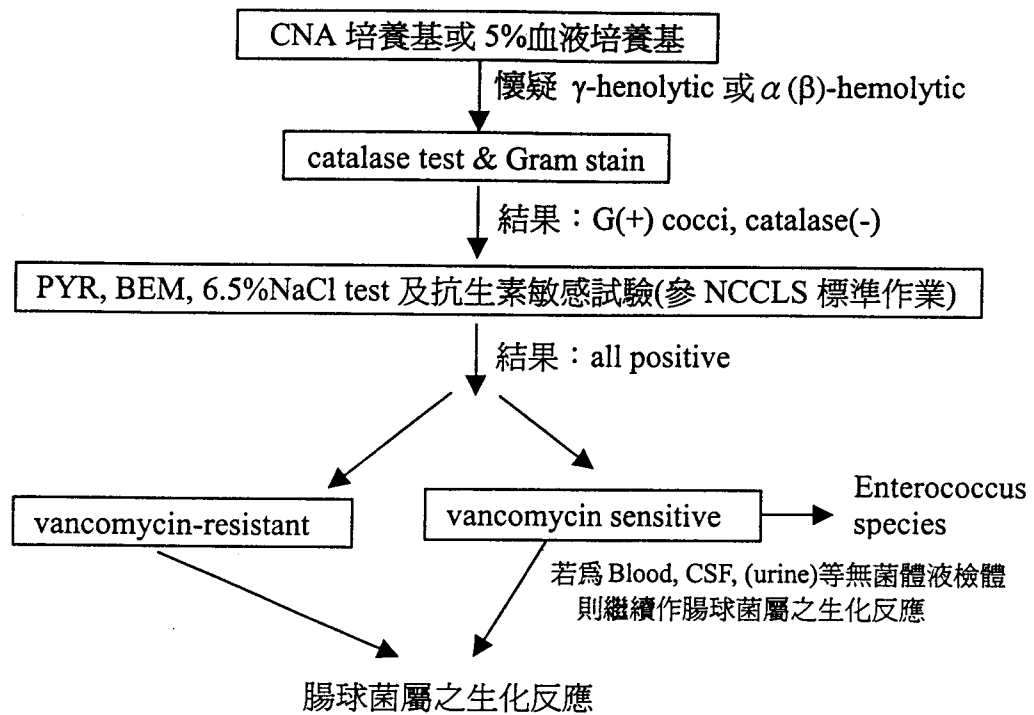 CNA 培養基或 5%血液培養基
懷疑 γ-henolytic 或 α (β)-hemolytic
catalase test & Gram stain
結果：G(+) cocci, catalase(-)
PYR, BEM, 6.5%NaCl test 及抗生素敏感試驗(參 NCCLS 標準作業)
結果：all positive
vancomycin-resistant
vancomycin sensitive
Enterococcus
species
若爲 Blood, CSF, (urine)等無菌體液檢體
則繼續作腸球菌屬之生化反應
腸球菌屬之生化反應